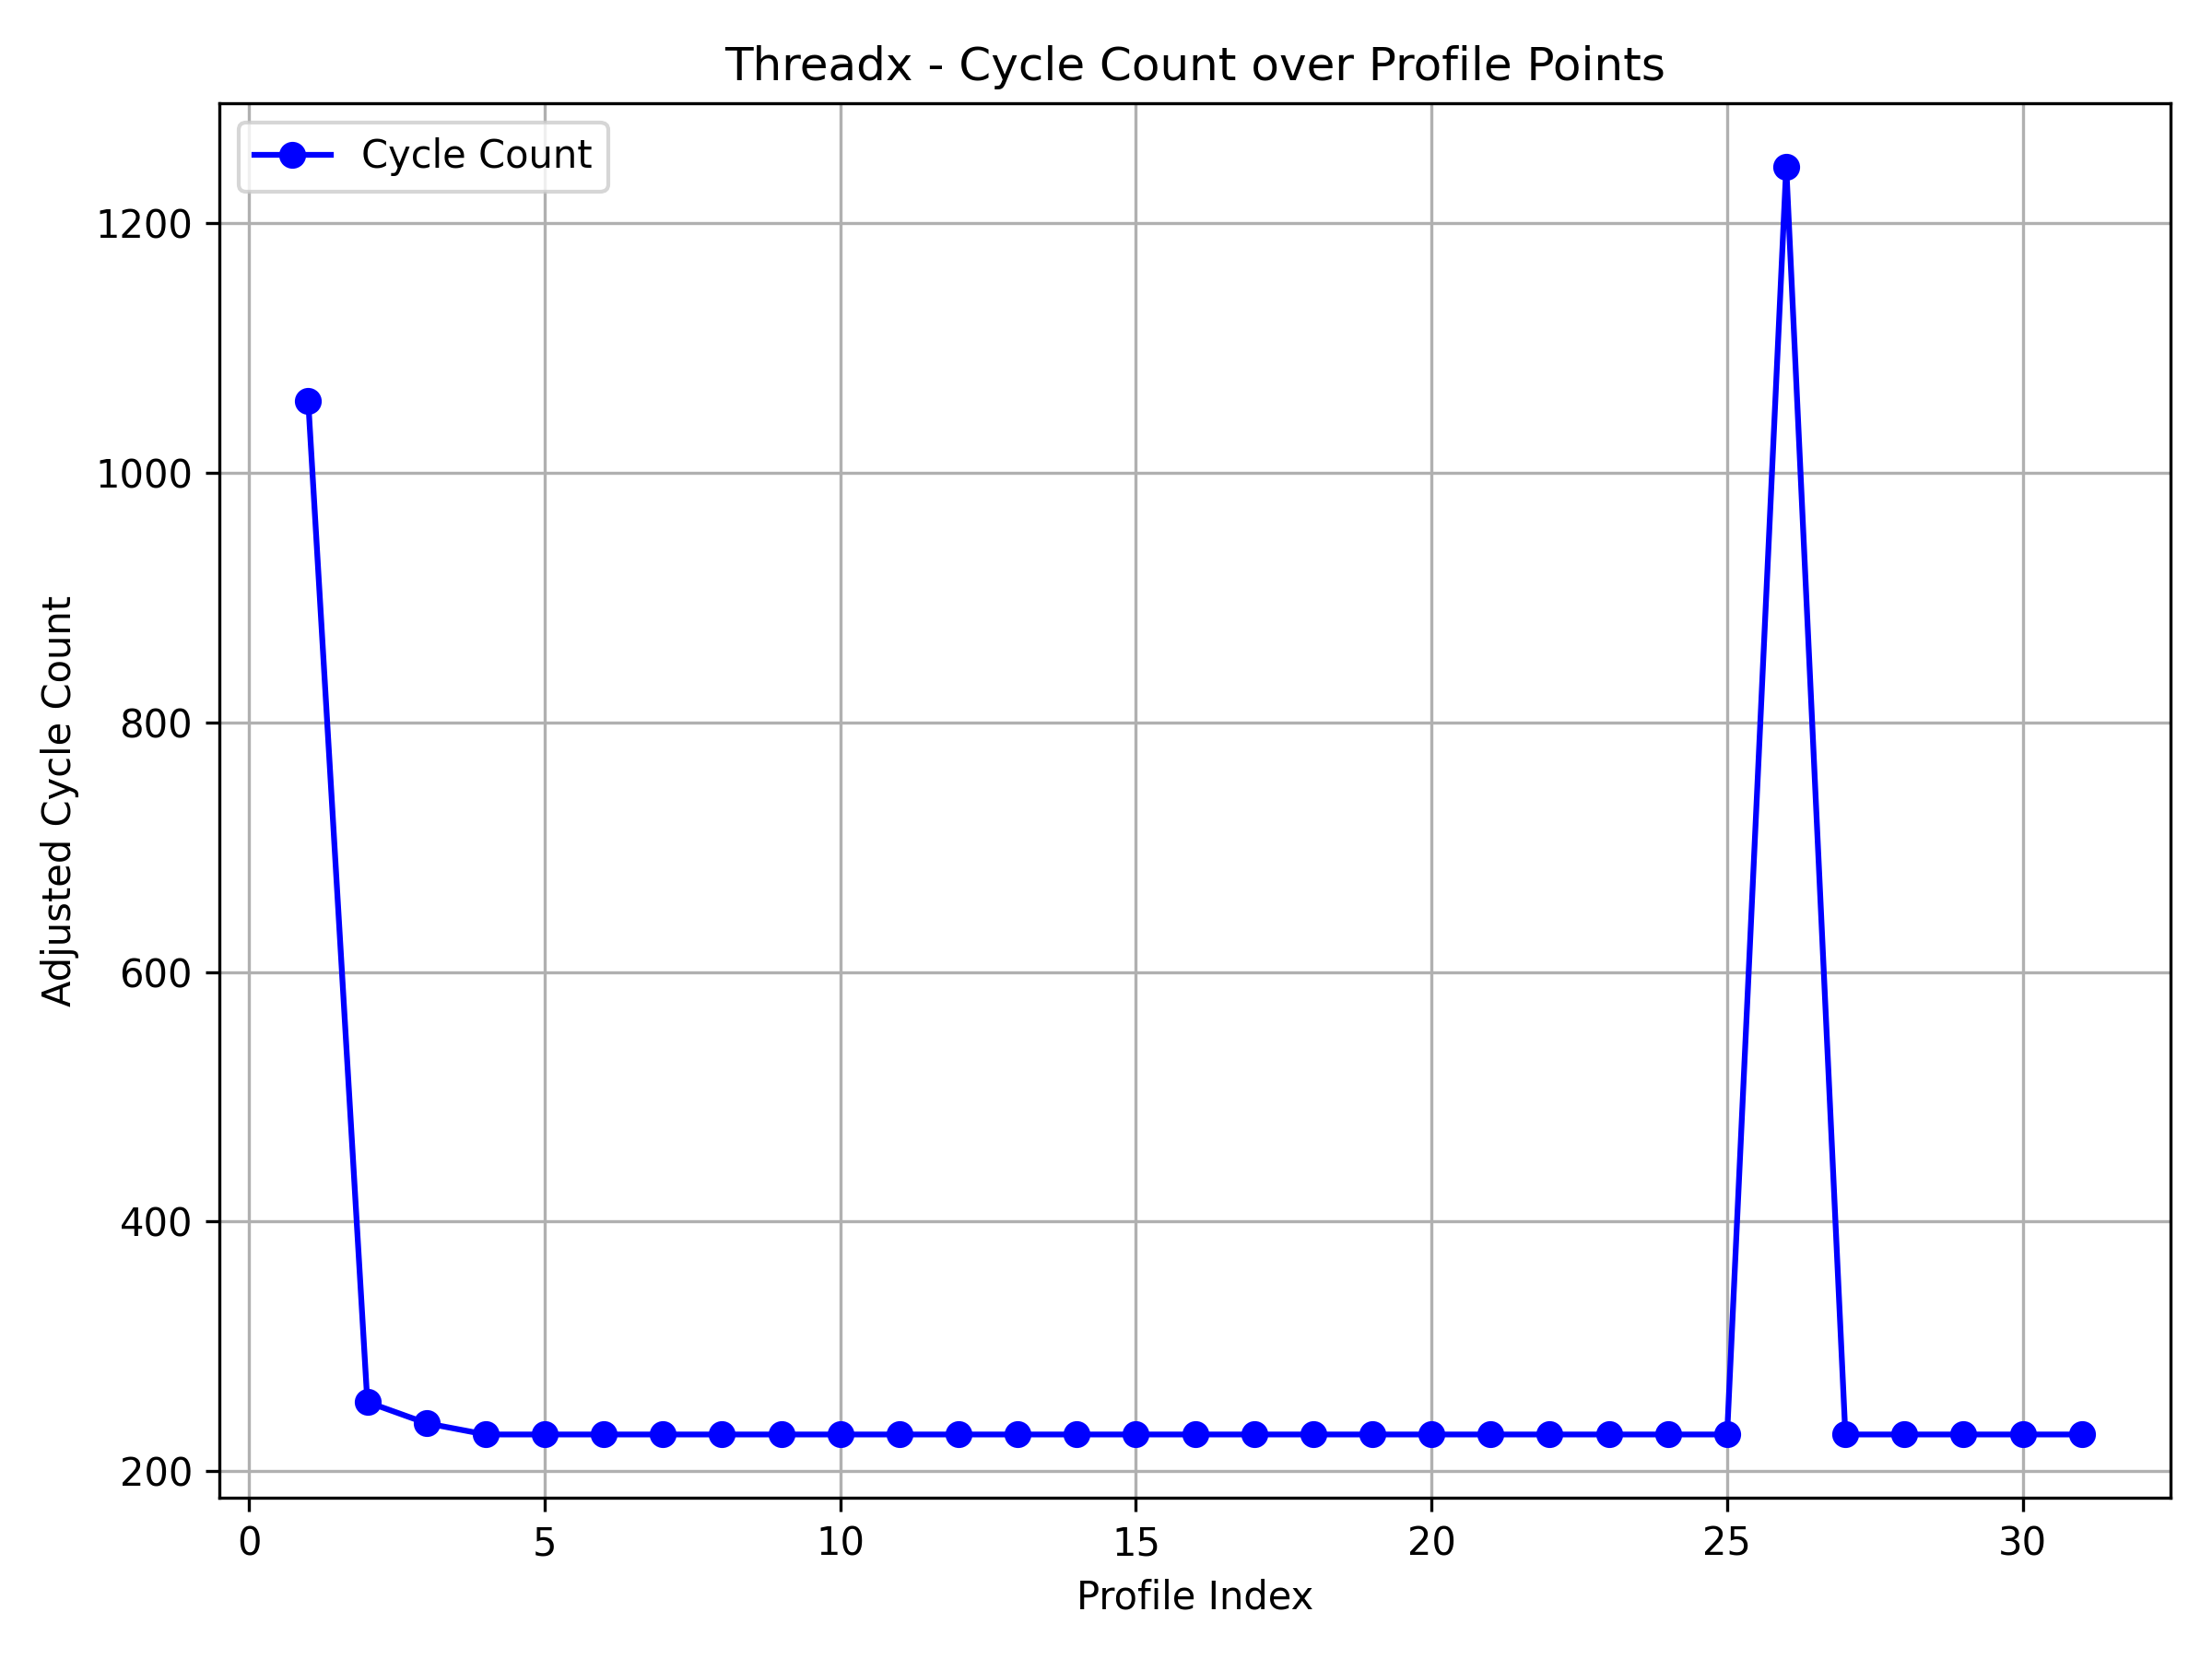 Threadx - Cycle Count over Profile Points
Cycle Count
1200
1000
800
600
400
200
Adjusted Cycle Count
0 5 10 15 20 25 30
Profile Index